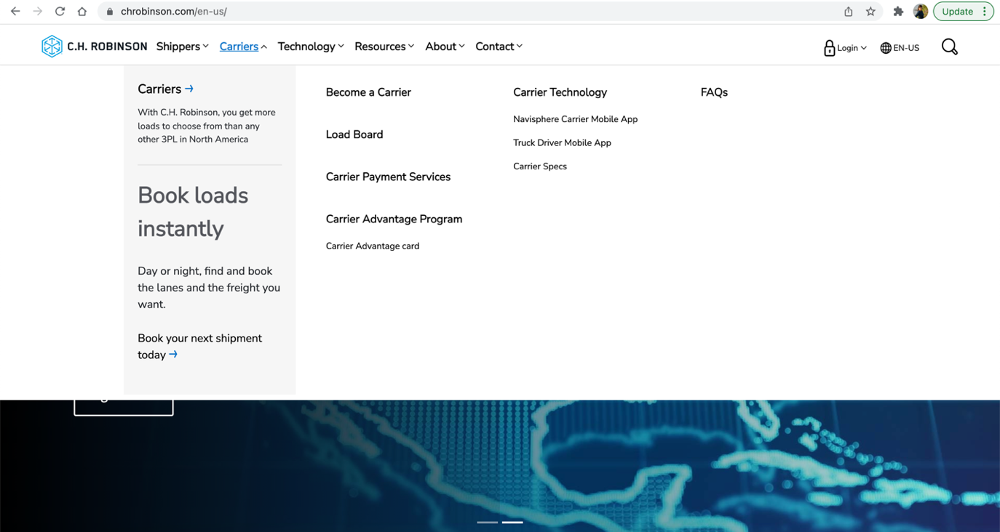 chrobinson.com/en-us/
Update
C.H. ROBINSON
Shippers
Carriers
Technology
Resources
About
Contact
Login
EN-US
Carriers
With C.H. Robinson, you get more
loads to choose from than any
other 3PL in North America
Book loads
instantly
Day or night, find and book
the lanes and the freight you
want.
Book your next shipment
today
Become a Carrier
Load Board
Carrier Payment Services
Carrier Advantage Program
Carrier Advantage card
Carrier Technology
Navisphere Carrier Mobile App
Truck Driver Mobile App
Carrier Specs
FAQs